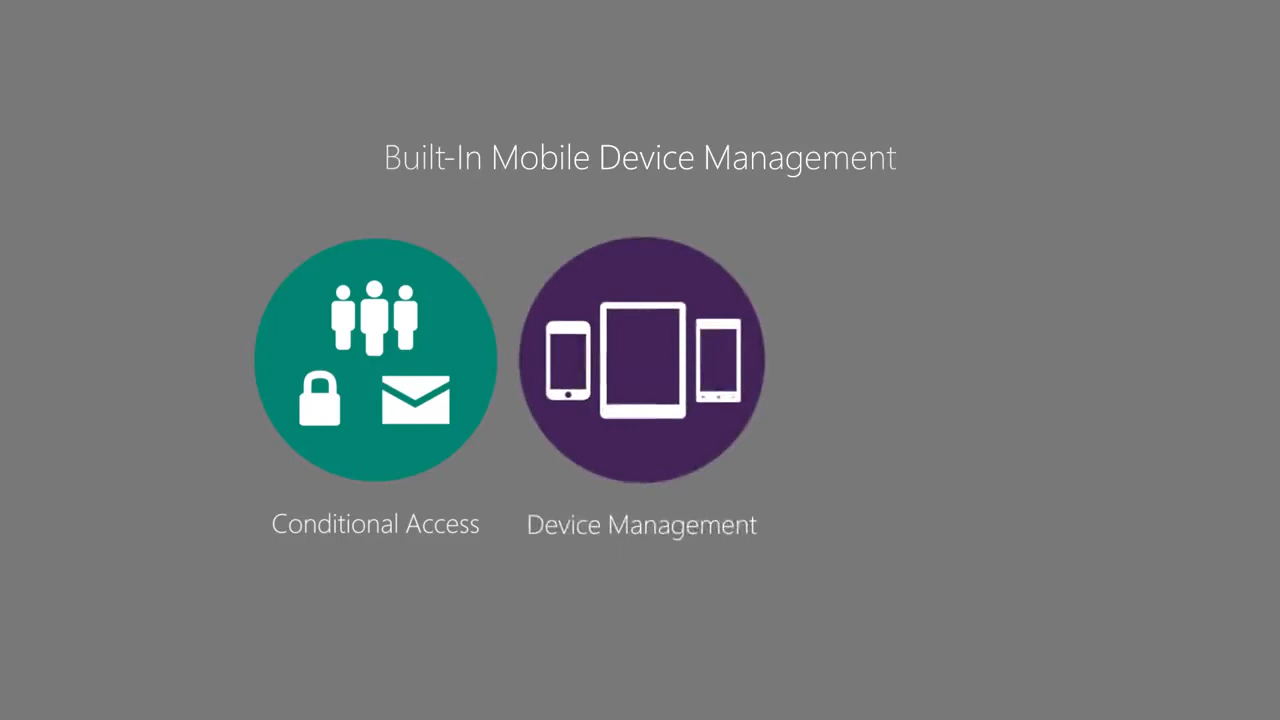 Built-In Mobile Device Management
Conditional Access
Device Management